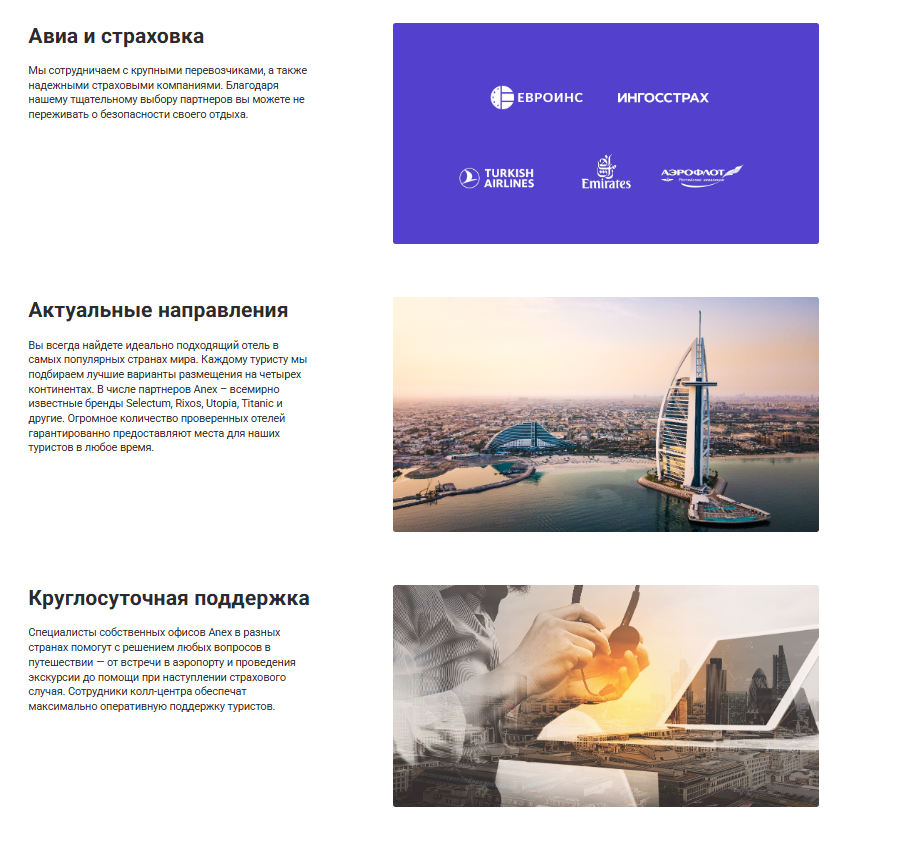 Авиа и страховка
Мы сотрудничаем с крупными перевозчиками, а также
надежными страховыми компаниями. Благодаря
нашему тщательному выбору партнеров вы можете не
переживать о безопасности своего отдыха.
ЕВРОИНС
ИНГОССТРАХ
TURKISH
AIRLINES
Emirates
АЭРОФЛОТ
Российские авиалинии
Актуальные направления
Вы всегда найдете идеально подходящий отель в
самых популярных странах мира. Каждому туристу мы
подбираем лучшие варианты размещения на четырех
континентах. В числе партнеров Anex – всемирно
известные бренды Selectum, Rixos, Utopia, Titanic и
другие. Огромное количество проверенных отелей
гарантированно предоставляют места для наших
туристов в любое время.
Круглосуточная поддержка
Специалисты собственных офисов Anex в разных
странах помогут с решением любых вопросов в
путешествии — от встречи в аэропорту и проведения
экскурсии до помощи при наступлении страхового
случая. Сотрудники колл-центра обеспечат
максимально оперативную поддержку туристов.